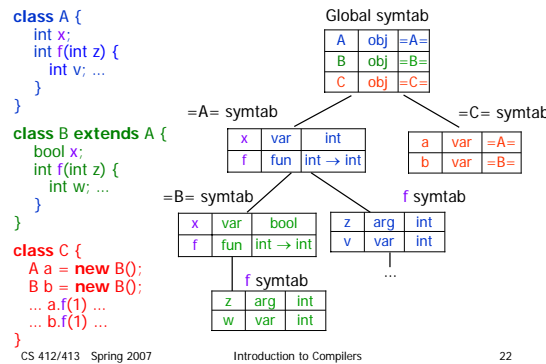 class A {
int x;
int f(int z) {
int v; ...
}
}
class B extends A {
bool x;
int f(int z) {
int w; ...
}
}
class C {
A a = new B();
B b = new B();
... a.f(1) ...
... b.f(1) ...
}
Global symtab
A obj =A=
B obj =B=
C obj =C=
=A= symtab
x var int
f fun int → int
=C= symtab
a var =A=
b var =B=
=B= symtab
x var bool
f fun int → int
f symtab
z arg int
v var int
...
f symtab
z arg int
w var int
CS 412/413 Spring 2007 Introduction to Compilers 22